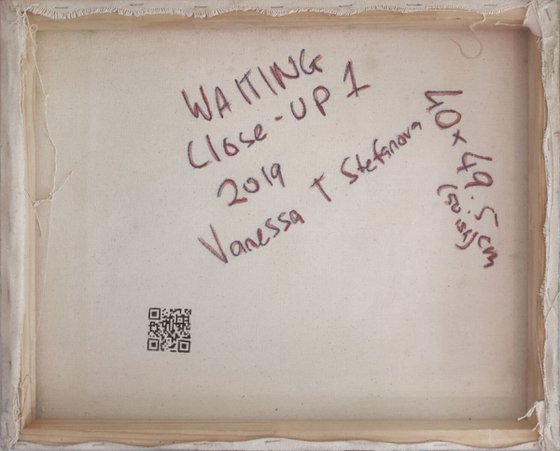 WAITING
Close-UP 1
2019
Vanessa T Stefanova
40 x 49.5
cm